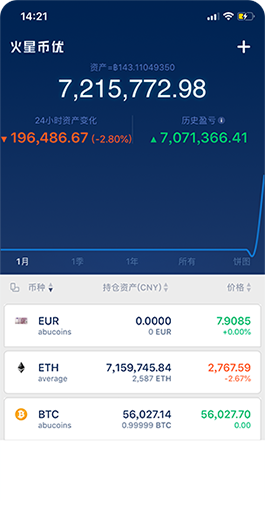 14:21
火星币优 +
资产=฿143.11049350
7,215,772.98
24小时资产变化 历史盈亏
▼196,486.67 (-2.80%) ▲7,071,366.41
1月 1季 1年 所有 饼图
币种 持仓资产(CNY) 价格
EUR 0.0000 7.9085
abucoins 0 EUR +0.00%
ETH 7,159,745.84 2,767.59
average 2,587 ETH -2.67%
BTC 56,027.14 56,027.70
abucoins 0.99999 BTC 0.00